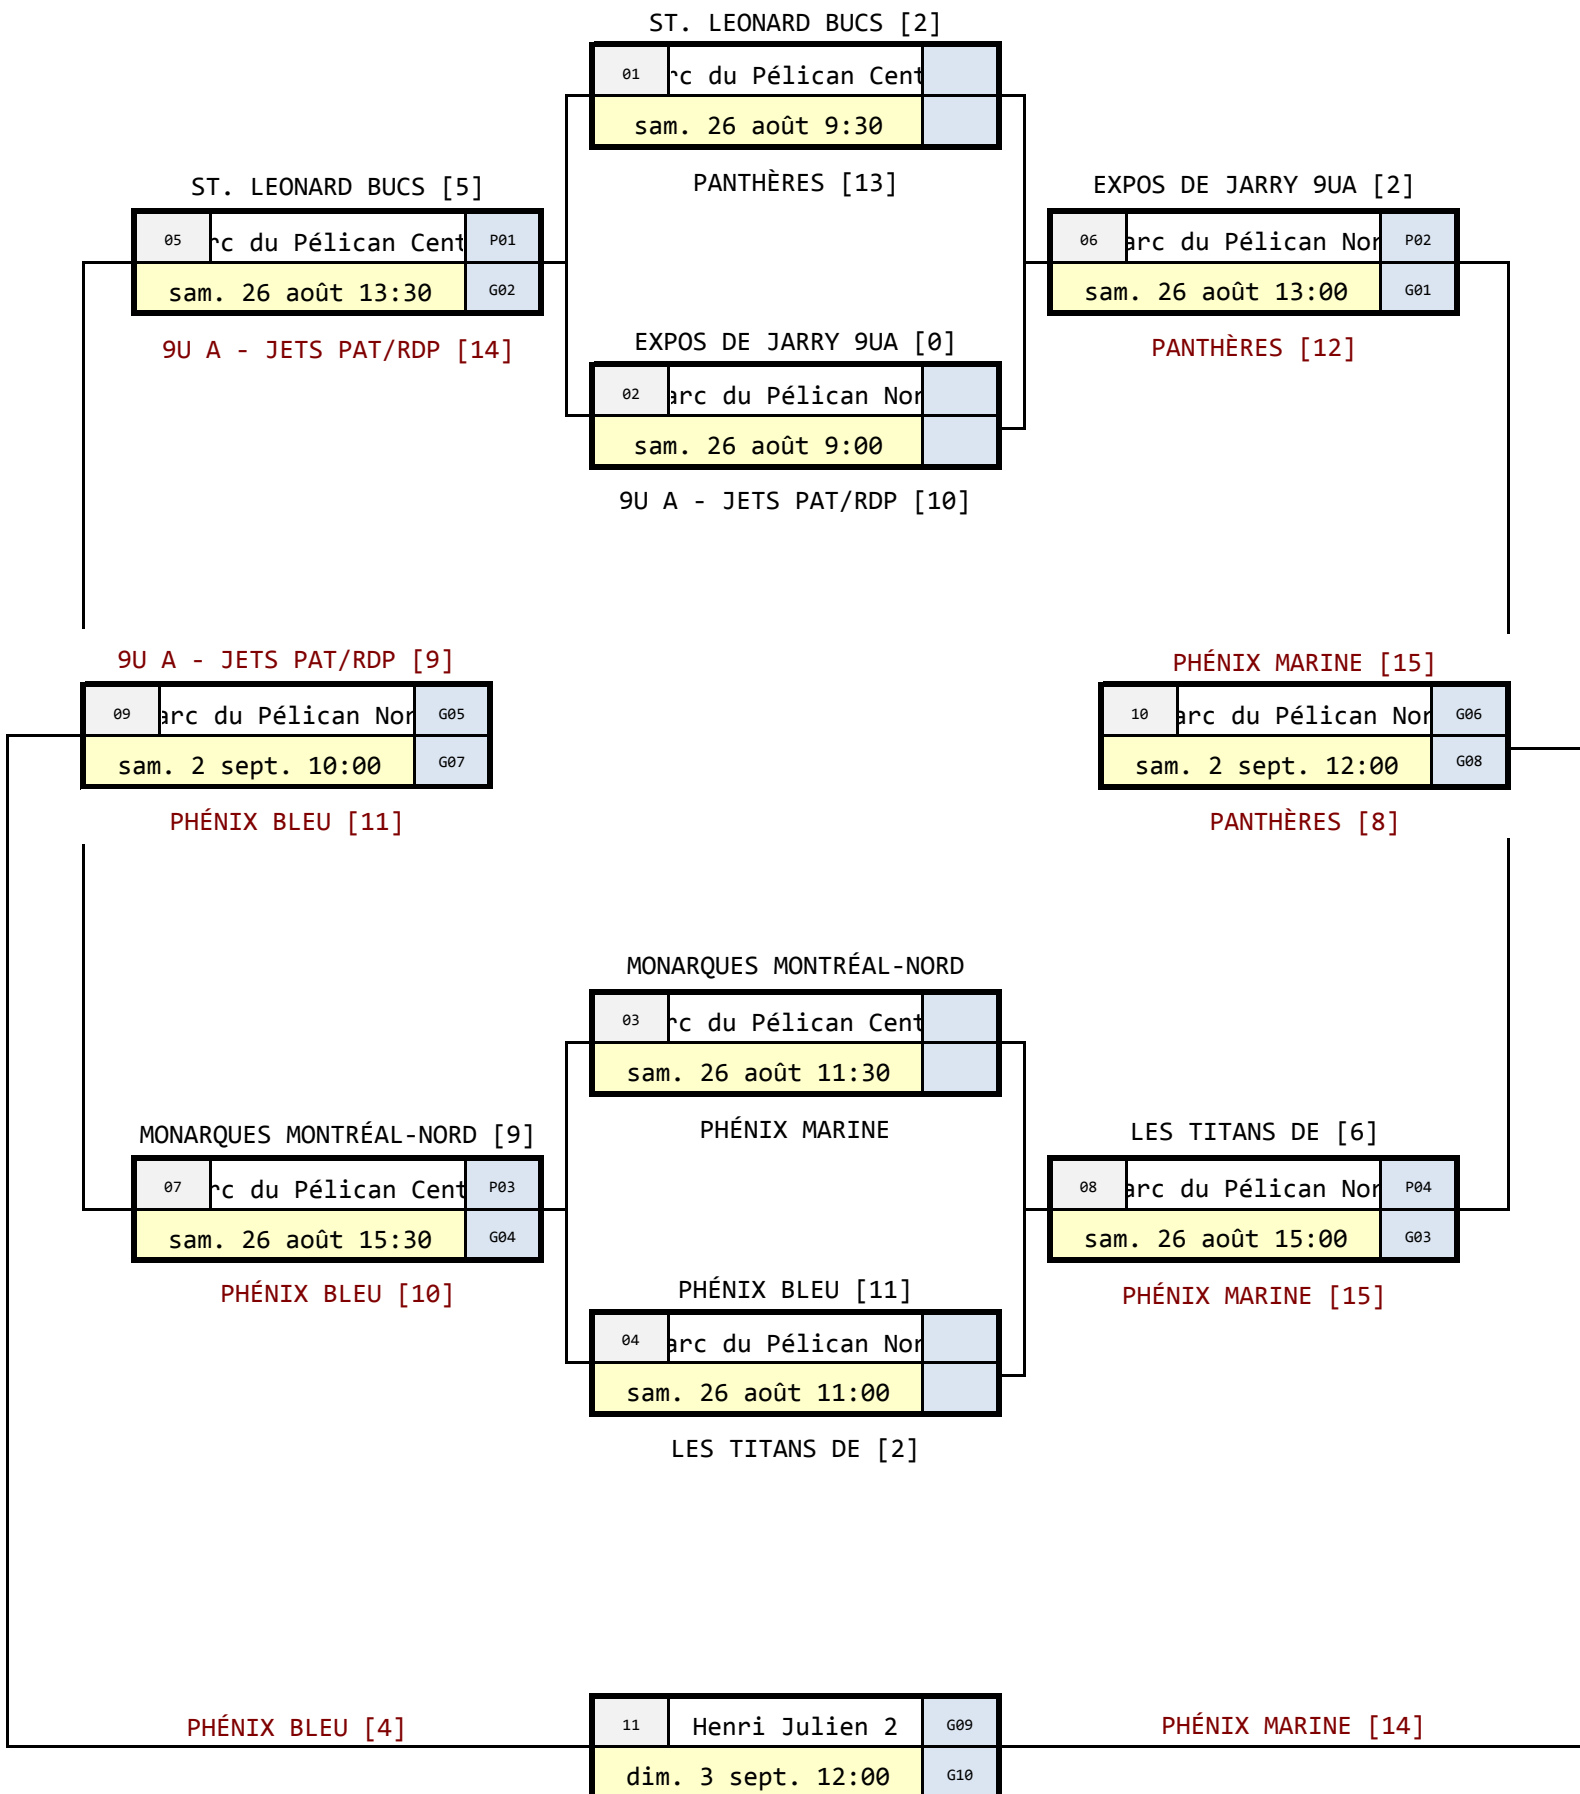 ST. LEONARD BUCS [2]
01 rc du Pélican Cent
sam. 26 août 9:30
PANTHÈRES [13]
ST. LEONARD BUCS [5]
05 rc du Pélican Cent P01
sam. 26 août 13:30 G02
9U A - JETS PAT/RDP [14]
EXPOS DE JARRY 9UA [2]
06 arc du Pélican Nor P02
sam. 26 août 13:00 G01
PANTHÈRES [12]
EXPOS DE JARRY 9UA [0]
02 arc du Pélican Nor
sam. 26 août 9:00
9U A - JETS PAT/RDP [10]
9U A - JETS PAT/RDP [9]
09 arc du Pélican Nor G05
sam. 2 sept. 10:00 G07
PHÉNIX BLEU [11]
PHÉNIX MARINE [15]
10 arc du Pélican Nor G06
sam. 2 sept. 12:00 G08
PANTHÈRES [8]
MONARQUES MONTRÉAL-NORD
03 rc du Pélican Cent
sam. 26 août 11:30
PHÉNIX MARINE
MONARQUES MONTRÉAL-NORD [9]
07 rc du Pélican Cent P03
sam. 26 août 15:30 G04
PHÉNIX BLEU [10]
LES TITANS DE [6]
08 arc du Pélican Nor P04
sam. 26 août 15:00 G03
PHÉNIX MARINE [15]
PHÉNIX BLEU [11]
04 arc du Pélican Nor
sam. 26 août 11:00
LES TITANS DE [2]
PHÉNIX BLEU [4]
11 Henri Julien 2 G09
dim. 3 sept. 12:00 G10
PHÉNIX MARINE [14]